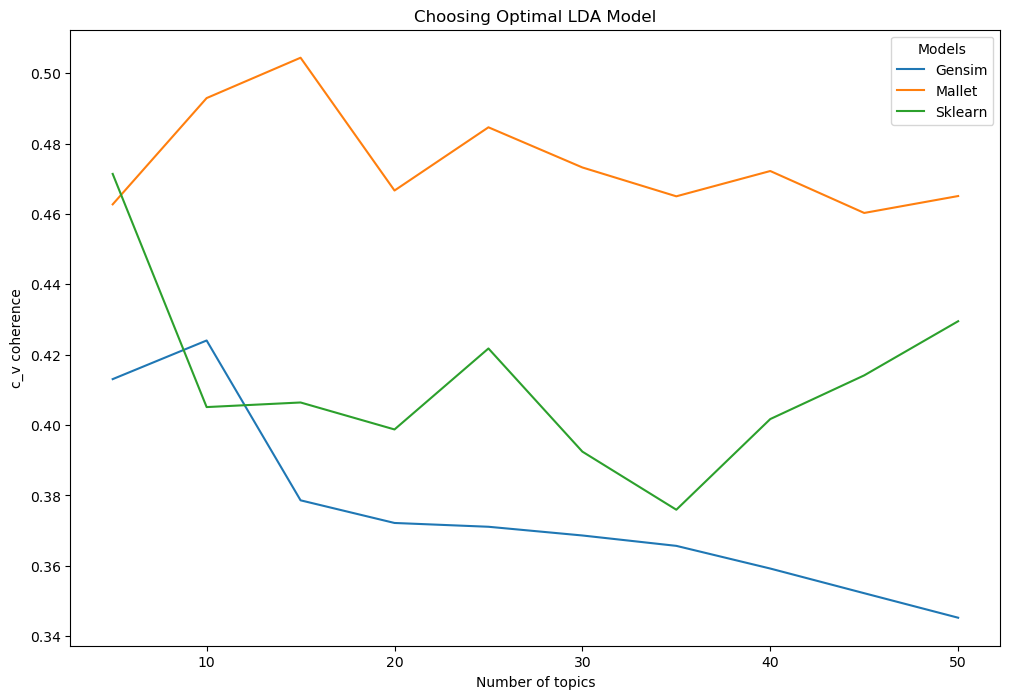 Choosing Optimal LDA Model
Models
Gensim
Mallet
Sklearn
c_v coherence
0.50
0.48
0.46
0.44
0.42
0.40
0.38
0.36
0.34
10 20 30 40 50
Number of topics